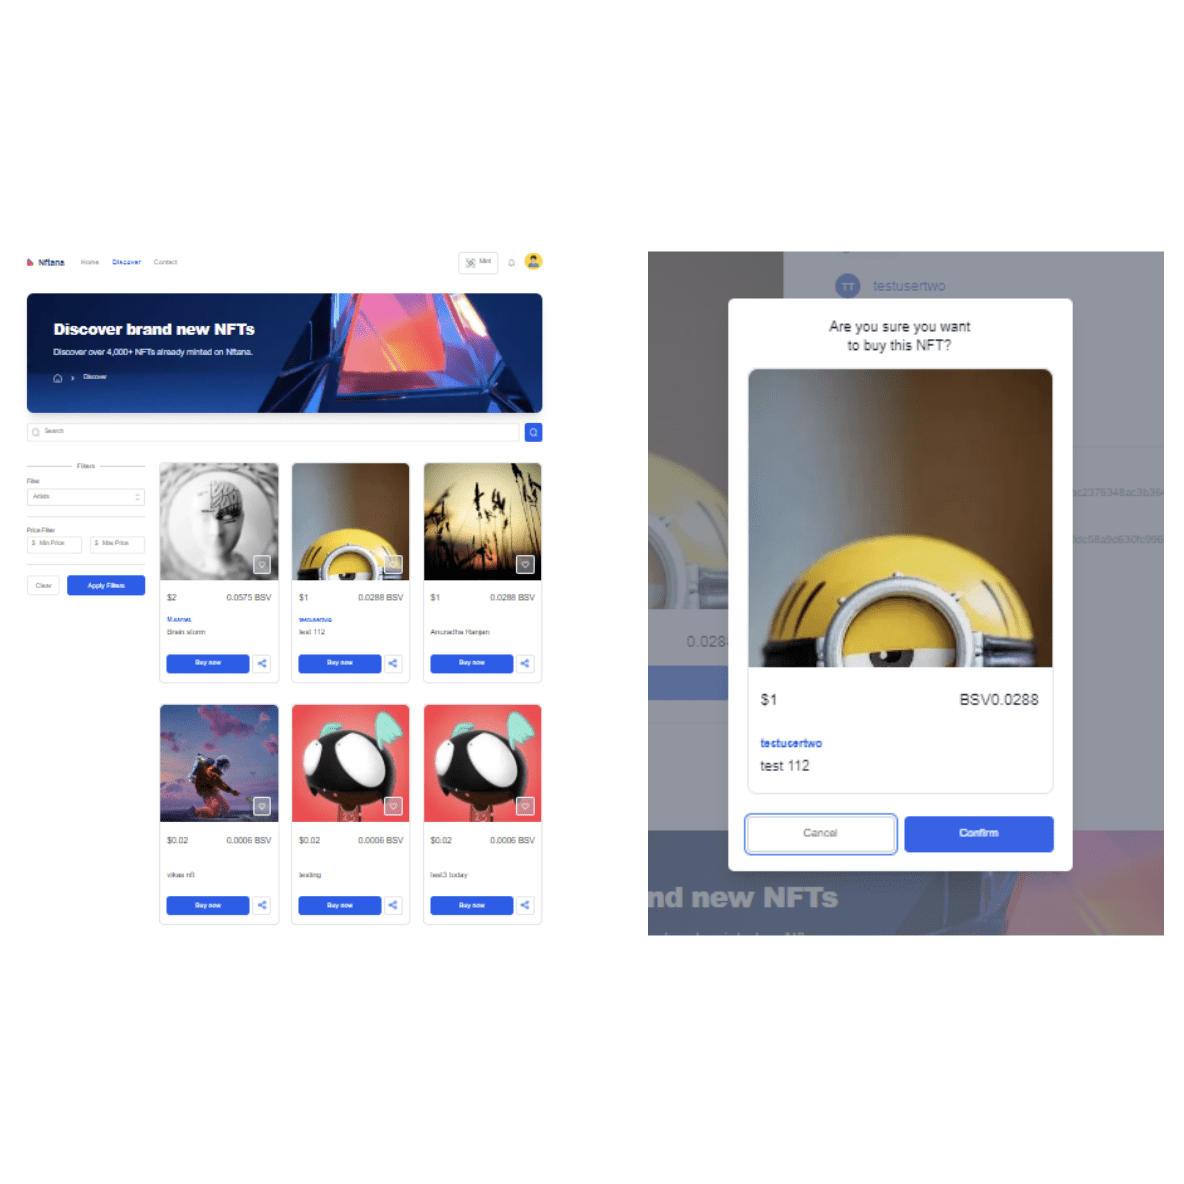 Nftana
Home
Discover
Contact
Mint
Discover brand new NFTs
Discover over 4,000+ NFTs already minted on Nftana.
Discover
Search
Filters
Filter
Artists
Price Filter
$ Min Price
$ Max Price
Clear
Apply Filters
$2 0.0575 BSV
Brain storm
Buy now
$1 0.0288 BSV
testusertwo
test 112
Buy now
$1 0.0288 BSV
Anuradha Ranjan
Buy now
$0.02 0.0006 BSV
vikas nft
Buy now
$0.02 0.0006 BSV
testing
Buy now
$0.02 0.0006 BSV
test3 today
Buy now
TT testusertwo
Are you sure you want
to buy this NFT?
$1 BSV0.0288
testusertwo
test 112
Cancel
Confirm
ac2376348ac3b364
0.028
nd new NFTs